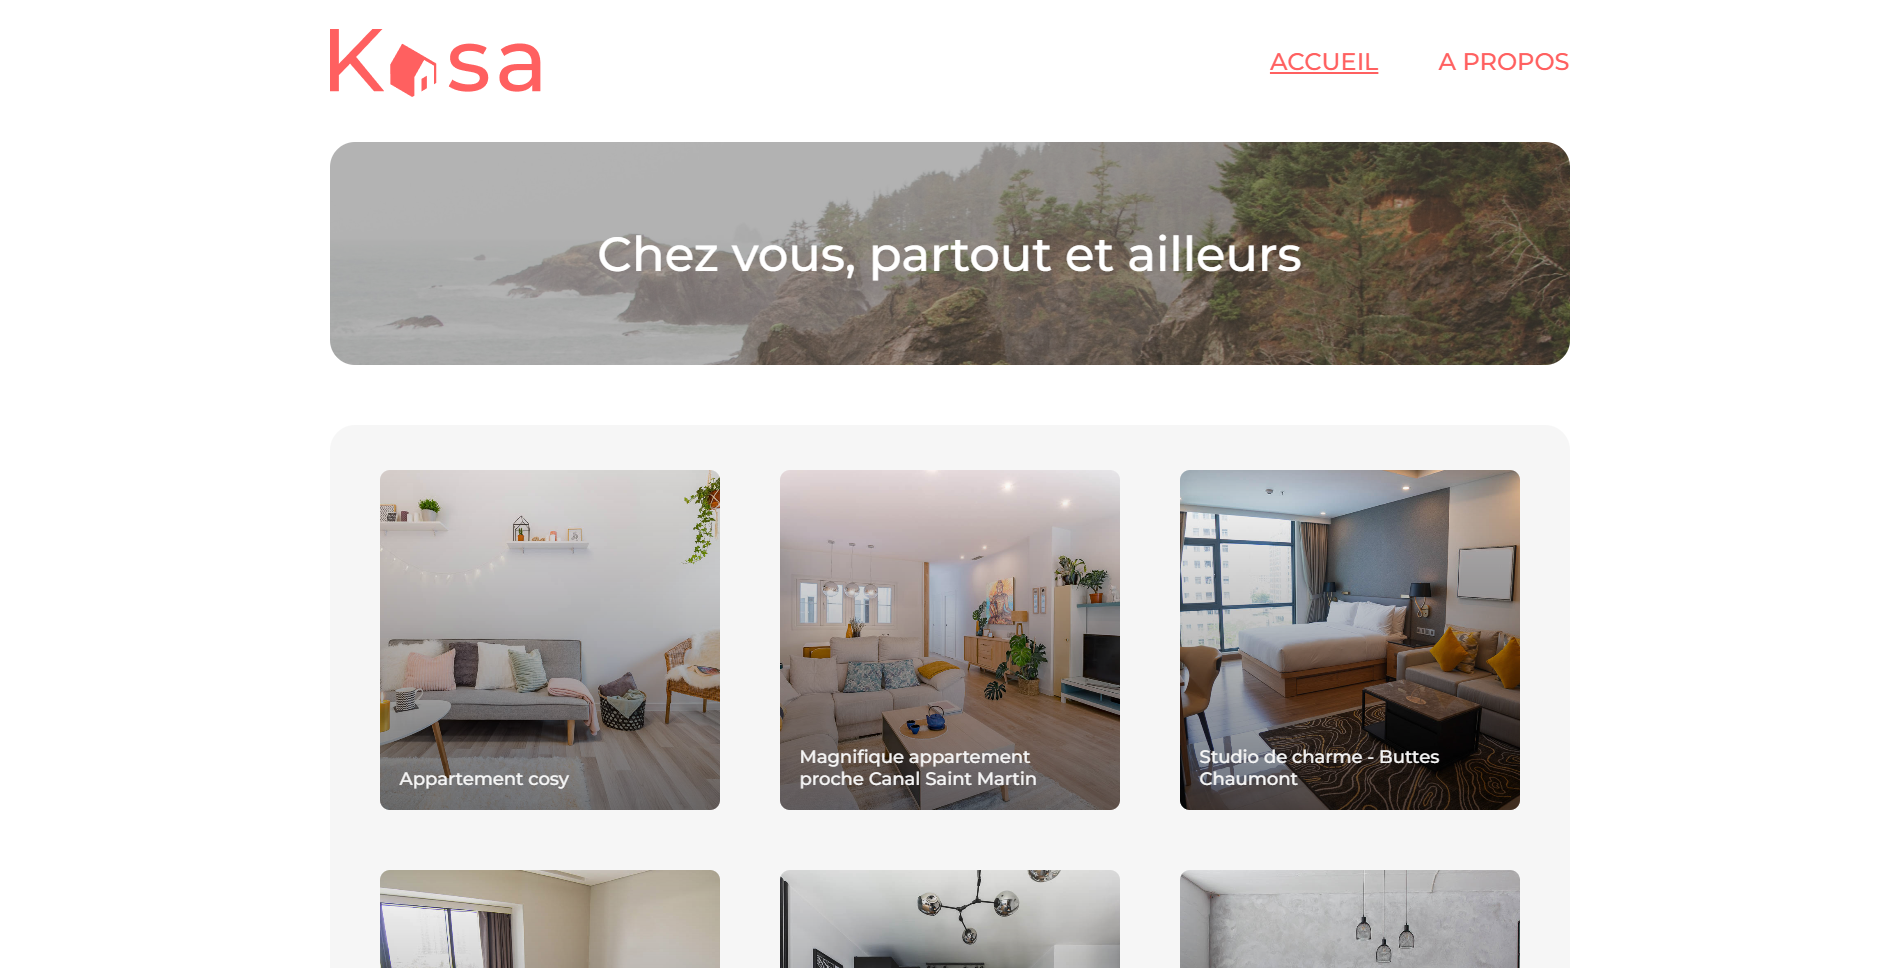 Kasa
ACCUEIL
A PROPOS
Chez vous, partout et ailleurs
Appartement cosy
Magnifique appartement
proche Canal Saint Martin
Studio de charme - Buttes
Chaumont